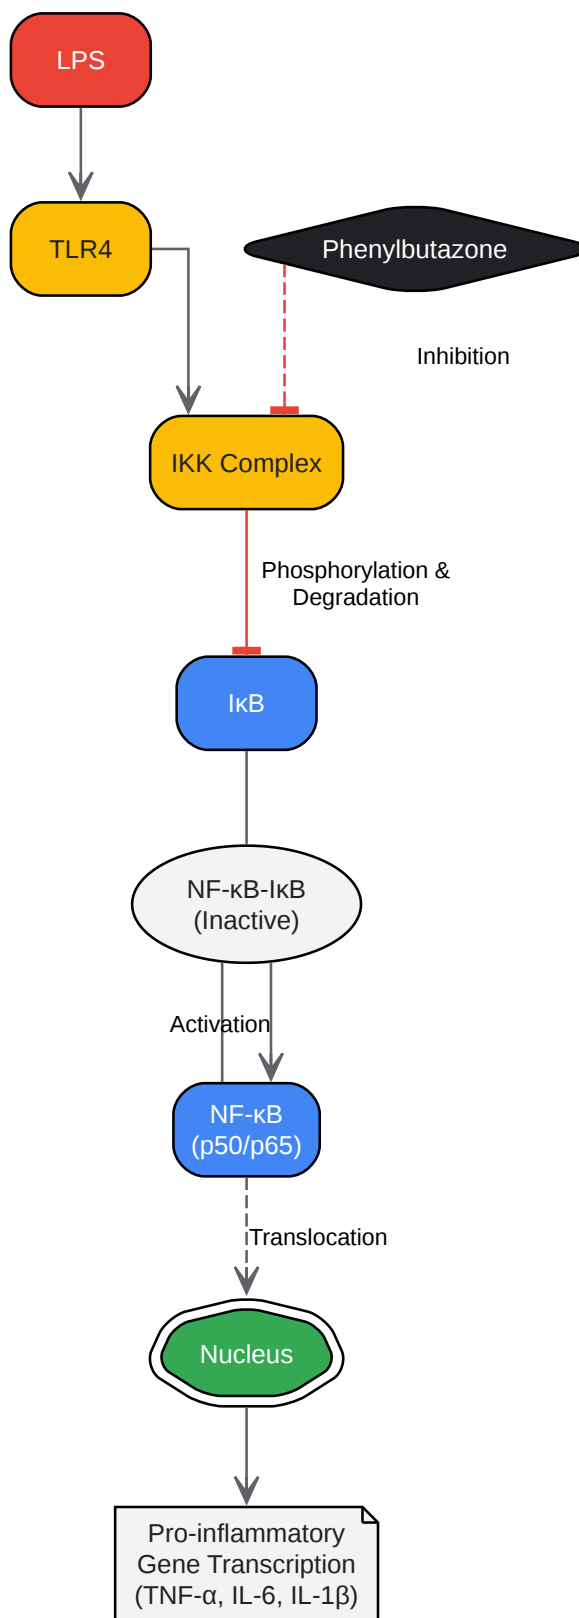 LPS
TLR4
Phenylbutazone
Inhibition
IKK Complex
Phosphorylation &
Degradation
IκB
NF-κB-IκB
(Inactive)
Activation
NF-κB
(p50/p65)
Translocation
Nucleus
Pro-inflammatory
Gene Transcription
(TNF-α, IL-6, IL-1β)